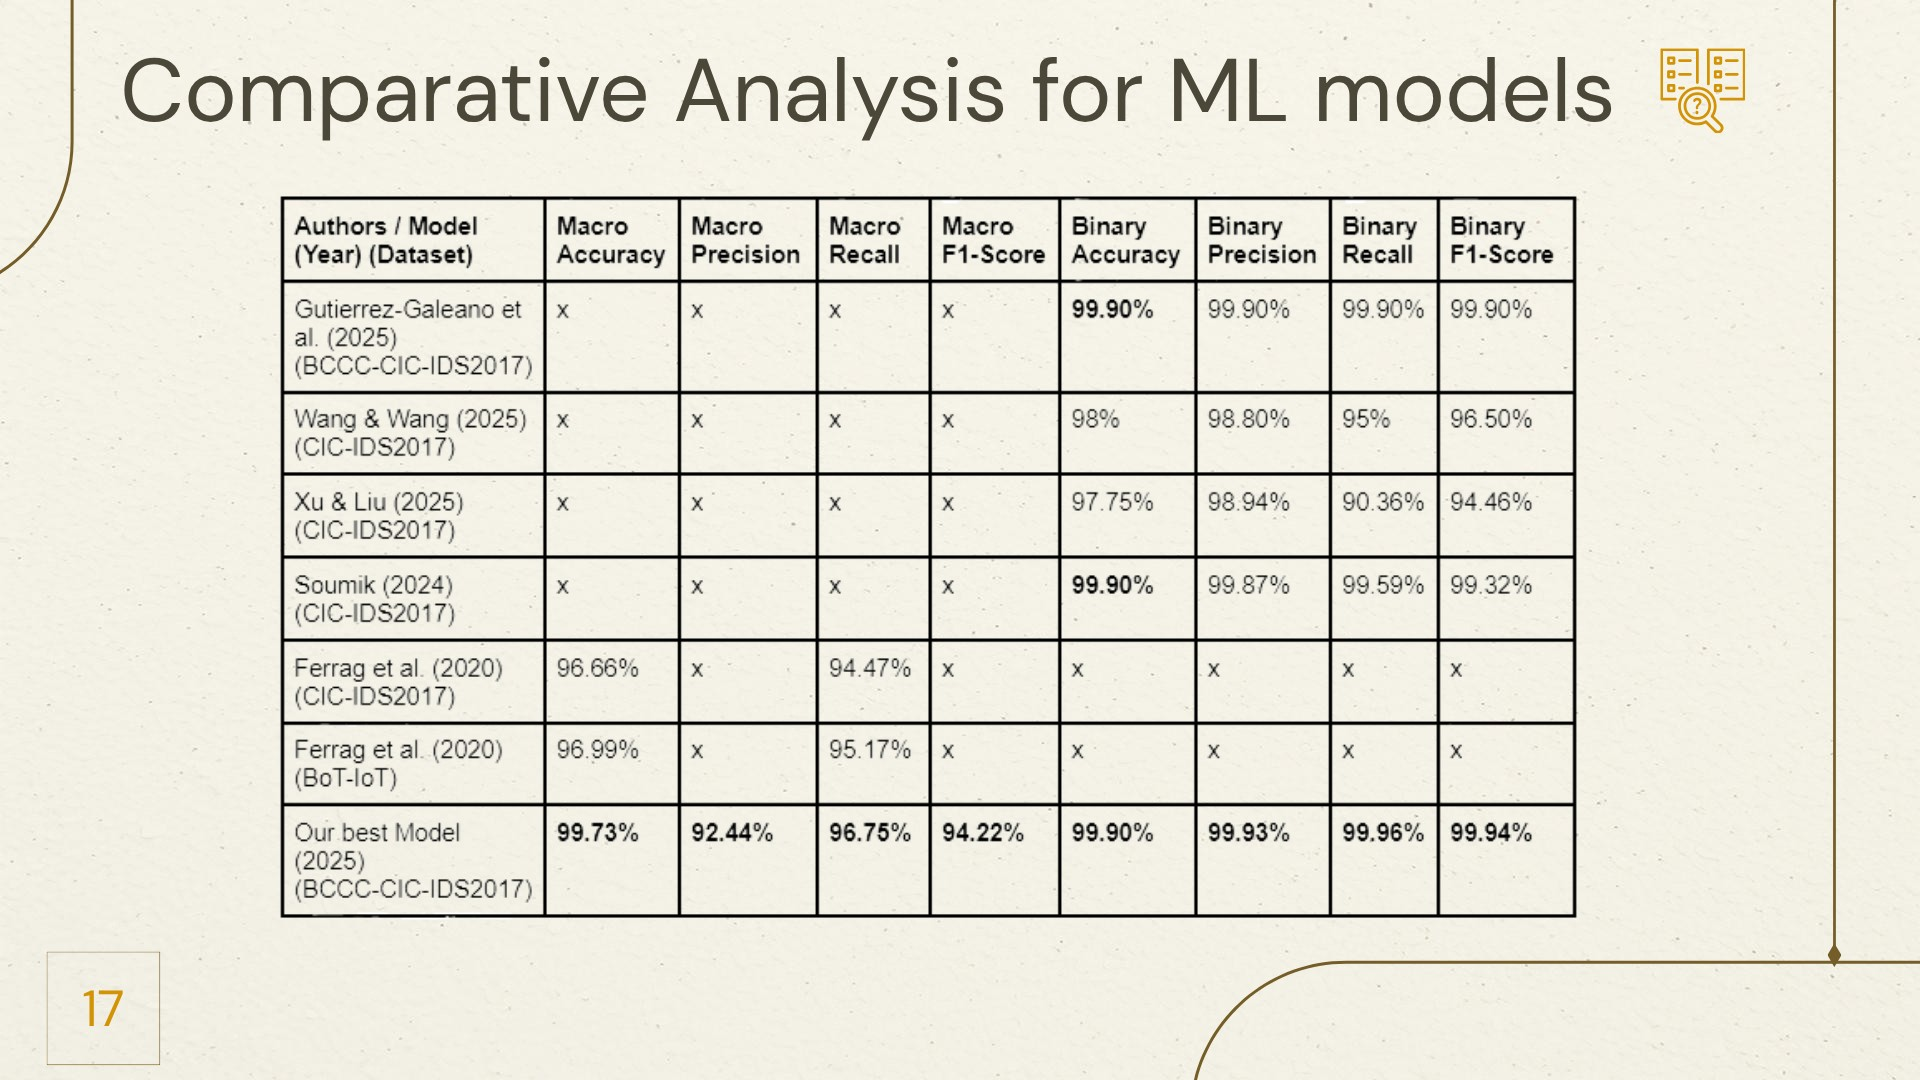 Comparative Analysis for ML models
?
Authors / Model (Year) (Dataset) | Macro Accuracy | Macro Precision | Macro Recall | Macro F1-Score | Binary Accuracy | Binary Precision | Binary Recall | Binary F1-Score
Gutierrez-Galeano et al. (2025) (BCCC-CIC-IDS2017) | x | x | x | x | 99.90% | 99.90% | 99.90% | 99.90%
Wang & Wang (2025) (CIC-IDS2017) | x | x | x | x | 98% | 98.80% | 95% | 96.50%
Xu & Liu (2025) (CIC-IDS2017) | x | x | x | x | 97.75% | 98.94% | 90.36% | 94.46%
Soumik (2024) (CIC-IDS2017) | x | x | x | x | 99.90% | 99.87% | 99.59% | 99.32%
Ferrag et al. (2020) (CIC-IDS2017) | 96.66% | x | 94.47% | x | x | x | x | x
Ferrag et al. (2020) (BoT-IoT) | 96.99% | x | 95.17% | x | x | x | x | x
Our best Model (2025) (BCCC-CIC-IDS2017) | 99.73% | 92.44% | 96.75% | 94.22% | 99.90% | 99.93% | 99.96% | 99.94%
17